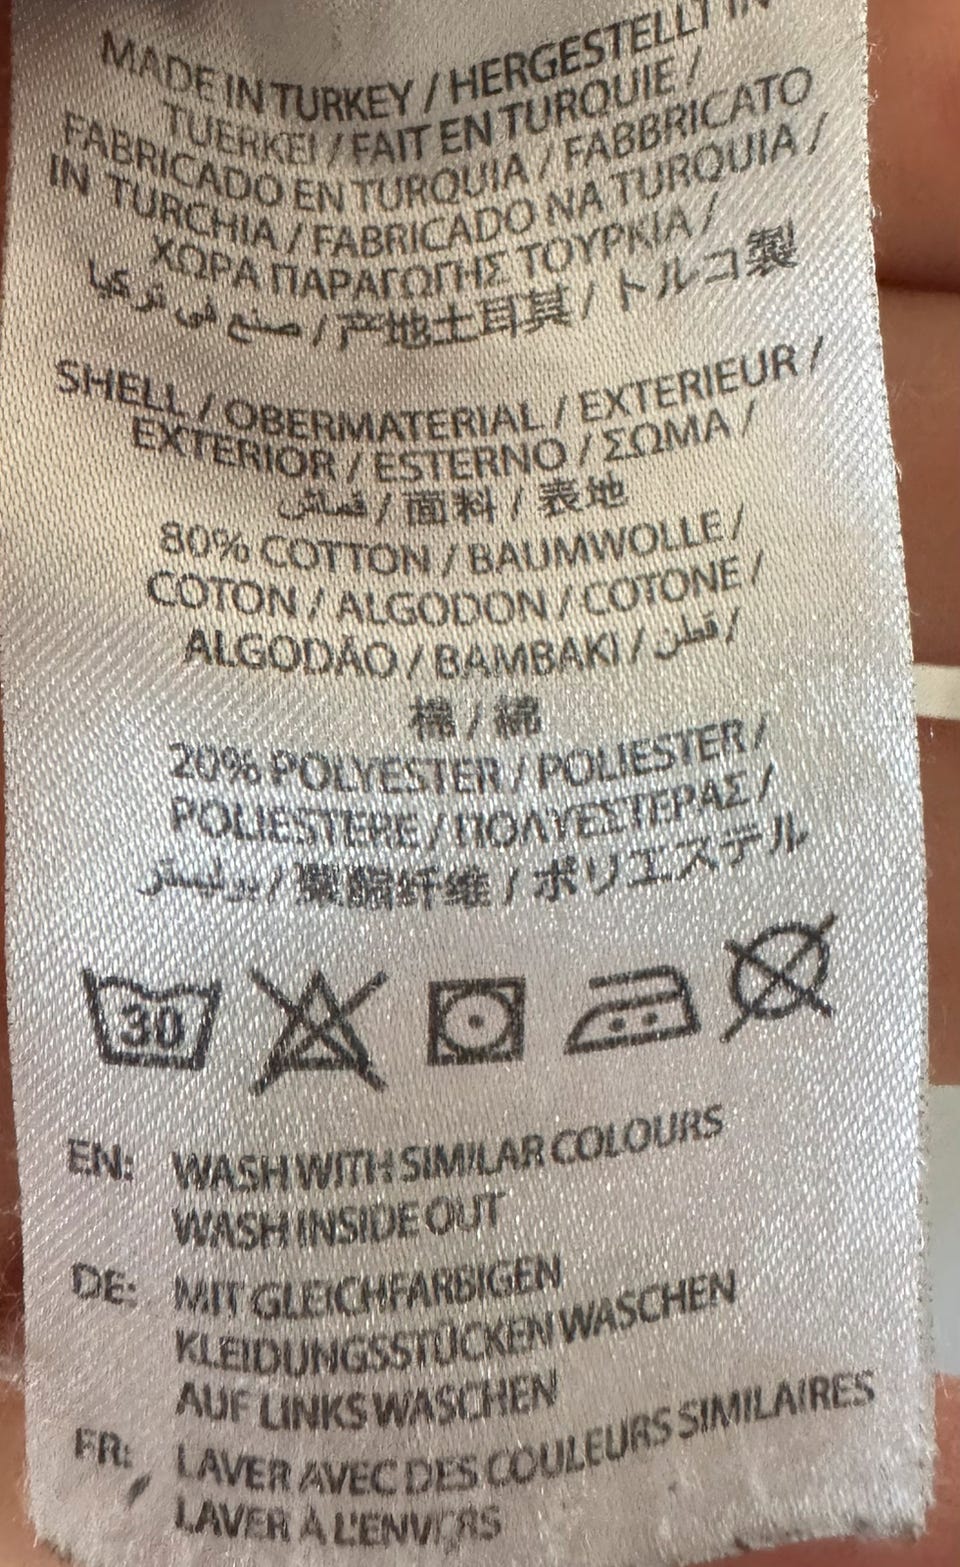 MADE IN TURKEY / HERGESTELLT IN
TUERKEI / FAIT EN TURQUIE /
FABRICADO EN TURQUIA / FABBRICATO
IN TURCHIA / FABRICADO NA TURQUIA /
ΧΩΡΑ ΠΑΡΑΓΩΓΗΣ ΤΟΥΡΚΙΑ /
صنع في تركيا / 产地土耳其 / トルコ製
SHELL / OBERMATERIAL / EXTERIEUR /
EXTERIOR / ESTERNO / ΣΩΜΑ /
قماش / 面料 / 表地
80% COTTON / BAUMWOLLE /
COTON / ALGODON / COTONE /
ALGODÃO / BAMBAKI / قطن /
棉 / 綿
20% POLYESTER / POLIESTER /
POLIESTERE / ΠΟΛΥΕΣΤΕΡΑΣ /
بوليستر / 聚酯纤维 / ポリエステル
30
EN: WASH WITH SIMILAR COLOURS
WASH INSIDE OUT
DE: MIT GLEICHFARBIGEN
KLEIDUNGSSTÜCKEN WASCHEN
AUF LINKS WASCHEN
FR: LAVER AVEC DES COULEURS SIMILAIRES
LAVER À L'ENVERS